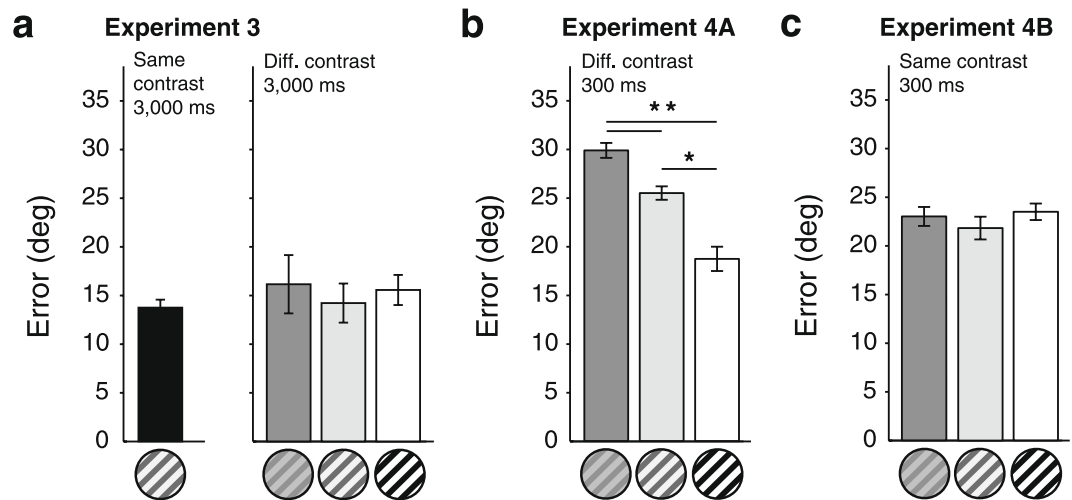 a
Experiment 3
Same
contrast
3,000 ms
Diff. contrast
3,000 ms
Error (deg)
35
30
25
20
15
10
5
0
b
Experiment 4A
Diff. contrast
300 ms
**
*
Error (deg)
35
30
25
20
15
10
5
0
c
Experiment 4B
Same contrast
300 ms
Error (deg)
35
30
25
20
15
10
5
0